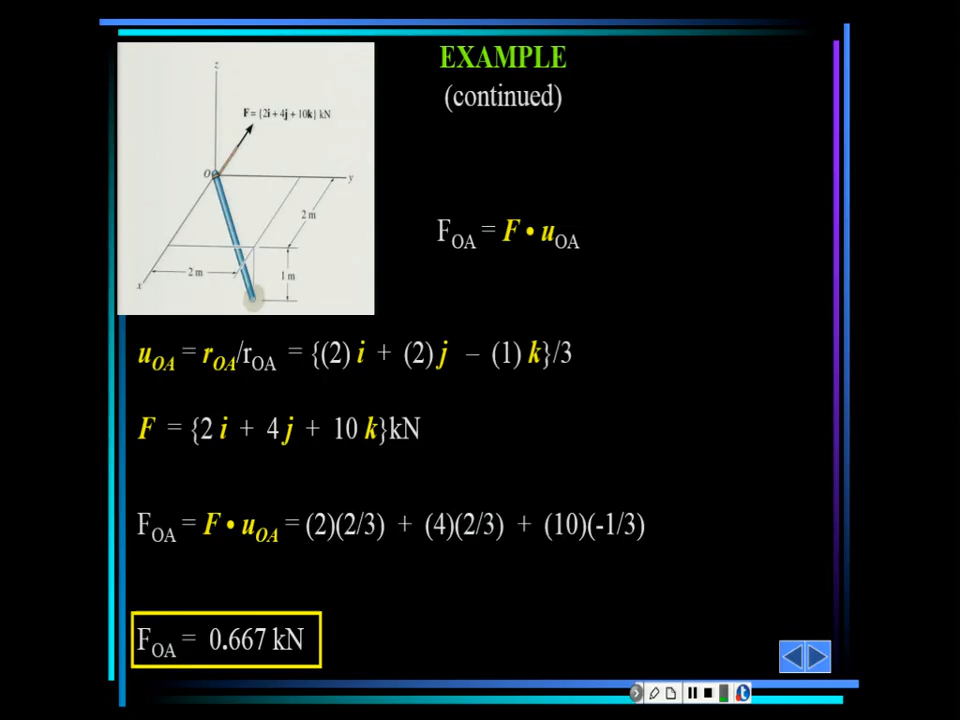 EXAMPLE
(continued)
z
F = {2i + 4j + 10k} kN
O
y
2 m
2 m
1 m
x
F_OA = F • u_OA
u_OA = r_OA/r_OA = {(2) i + (2) j – (1) k}/3
F = {2 i + 4 j + 10 k}kN
F_OA = F • u_OA = (2)(2/3) + (4)(2/3) + (10)(-1/3)
F_OA = 0.667 kN